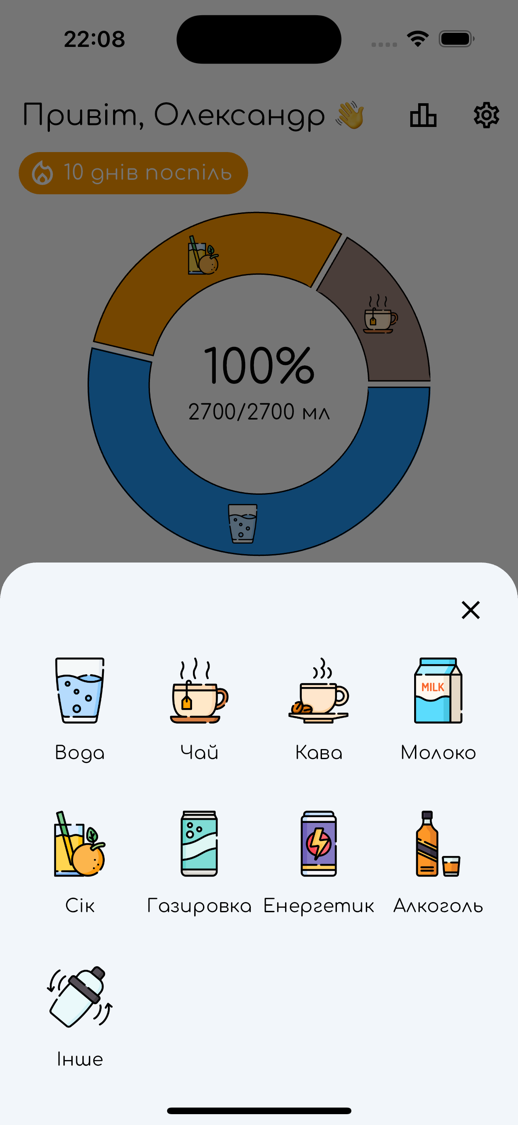 22:08
Привіт, Олександр 👋
10 днів поспіль
100%
2700/2700 мл
Вода
Чай
Кава
MILK
Молоко
Сік
Газировка
Енергетик
Алкоголь
Інше